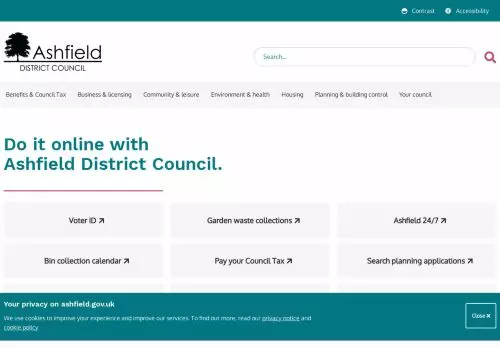 Contrast
Accessibility
Ashfield
DISTRICT COUNCIL
Search...
Benefits & Council Tax
Business & licensing
Community & leisure
Environment & health
Housing
Planning & building control
Your council
Do it online with
Ashfield District Council.
Voter ID
Garden waste collections
Ashfield 24/7
Bin collection calendar
Pay your Council Tax
Search planning applications
Your privacy on ashfield.gov.uk
We use cookies to improve your experience and improve our services. To find out more, read our privacy notice and
cookie policy
Close ×